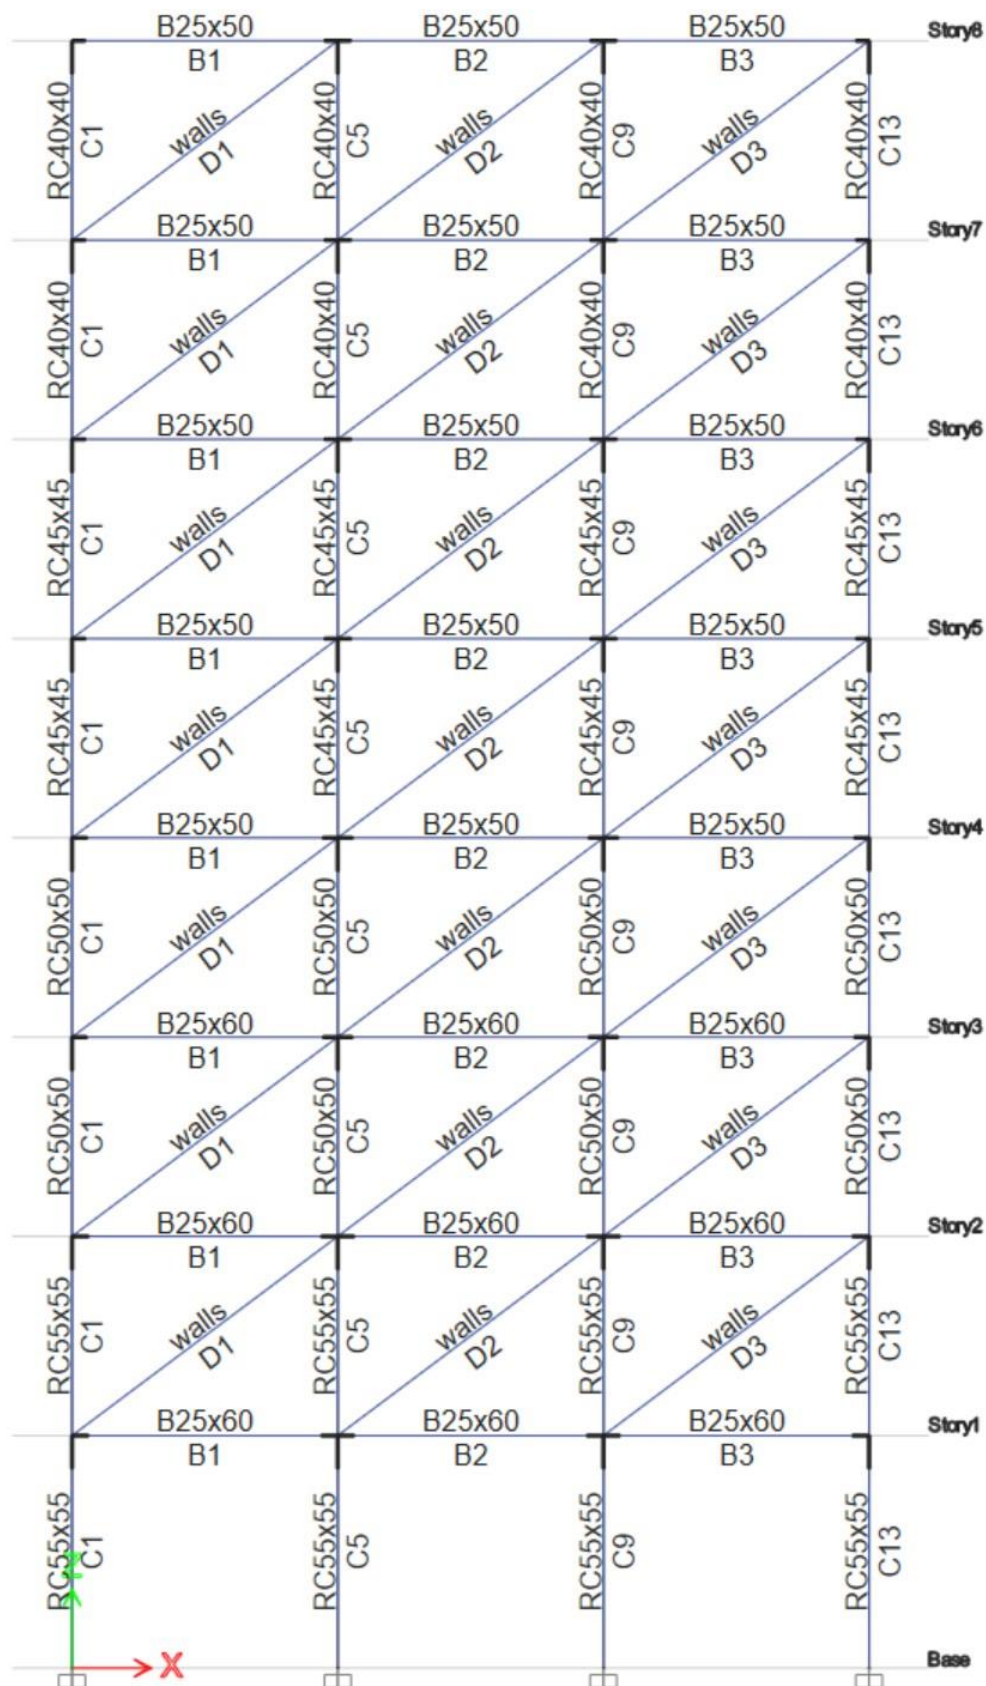 B25x50 B25x50 B25x50 Story8
B1 B2 B3
RC40x40 C1 walls D1 RC40x40 C5 walls D2 RC40x40 C9 walls D3 RC40x40 C13
B25x50 B25x50 B25x50 Story7
B1 B2 B3
RC40x40 C1 walls D1 RC40x40 C5 walls D2 RC40x40 C9 walls D3 RC40x40 C13
B25x50 B25x50 B25x50 Story6
B1 B2 B3
RC45x45 C1 walls D1 RC45x45 C5 walls D2 RC45x45 C9 walls D3 RC45x45 C13
B25x50 B25x50 B25x50 Story5
B1 B2 B3
RC45x45 C1 walls D1 RC45x45 C5 walls D2 RC45x45 C9 walls D3 RC45x45 C13
B25x50 B25x50 B25x50 Story4
B1 B2 B3
RC50x50 C1 walls D1 RC50x50 C5 walls D2 RC50x50 C9 walls D3 RC50x50 C13
B25x60 B25x60 B25x60 Story3
B1 B2 B3
RC50x50 C1 walls D1 RC50x50 C5 walls D2 RC50x50 C9 walls D3 RC50x50 C13
B25x60 B25x60 B25x60 Story2
B1 B2 B3
RC55x55 C1 walls D1 RC55x55 C5 walls D2 RC55x55 C9 walls D3 RC55x55 C13
B25x60 B25x60 B25x60 Story1
B1 B2 B3
RC55x55 C1 RC55x55 C5 RC55x55 C9 RC55x55 C13
X Base